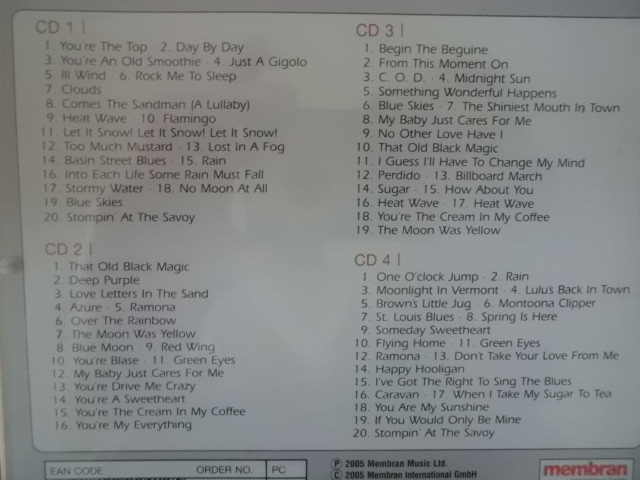 CD 1 |
1. You're The Top · 2. Day By Day
3. You're An Old Smoothie · 4. Just A Gigolo
5. Ill Wind · 6. Rock Me To Sleep
7. Clouds
8. Comes The Sandman (A Lullaby)
9. Heat Wave · 10. Flamingo
11. Let It Snow! Let It Snow! Let It Snow!
12. Too Much Mustard · 13. Lost In A Fog
14. Basin Street Blues · 15. Rain
16. Into Each Life Some Rain Must Fall
17. Stormy Water · 18. No Moon At All
19. Blue Skies
20. Stompin' At The Savoy
CD 2 |
1. That Old Black Magic
2. Deep Purple
3. Love Letters In The Sand
4. Azure · 5. Ramona
6. Over The Rainbow
7. The Moon Was Yellow
8. Blue Moon · 9. Red Wing
10. You're Blase · 11. Green Eyes
12. My Baby Just Cares For Me
13. You're Drive Me Crazy
14. You're A Sweetheart
15. You're The Cream In My Coffee
16. You're My Everything
CD 3 |
1. Begin The Beguine
2. From This Moment On
3. C. O. D. · 4. Midnight Sun
5. Something Wonderful Happens
6. Blue Skies · 7. The Shiniest Mouth In Town
8. My Baby Just Cares For Me
9. No Other Love Have I
10. That Old Black Magic
11. I Guess I'll Have To Change My Mind
12. Perdido · 13. Billboard March
14. Sugar · 15. How About You
16. Heat Wave · 17. Heat Wave
18. You're The Cream In My Coffee
19. The Moon Was Yellow
CD 4 |
1. One O'clock Jump · 2. Rain
3. Moonlight In Vermont · 4. Lulu's Back In Town
5. Brown's Little Jug · 6. Montoona Clipper
7. St. Louis Blues · 8. Spring Is Here
9. Someday Sweetheart
10. Flying Home · 11. Green Eyes
12. Ramona · 13. Don't Take Your Love From Me
14. Happy Hooligan
15. I've Got The Right To Sing The Blues
16. Caravan · 17. When I Take My Sugar To Tea
18. You Are My Sunshine
19. If You Would Only Be Mine
20. Stompin' At The Savoy
EAN CODE ORDER NO. PC
℗ 2005 Membran Music Ltd.
© 2005 Membran International GmbH
membran